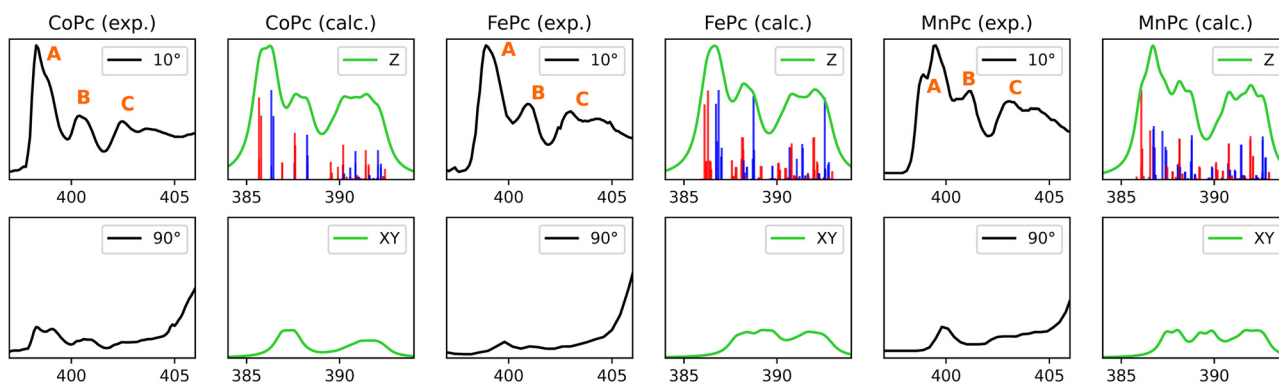 CoPc (exp.)
CoPc (calc.)
FePc (exp.)
FePc (calc.)
MnPc (exp.)
MnPc (calc.)
A
B
C
10°
Z
A
B
C
10°
Z
A
B
C
10°
Z
400
405
385
390
400
405
385
390
400
405
385
390
90°
XY
90°
XY
90°
XY
400
405
385
390
400
405
385
390
400
405
385
390